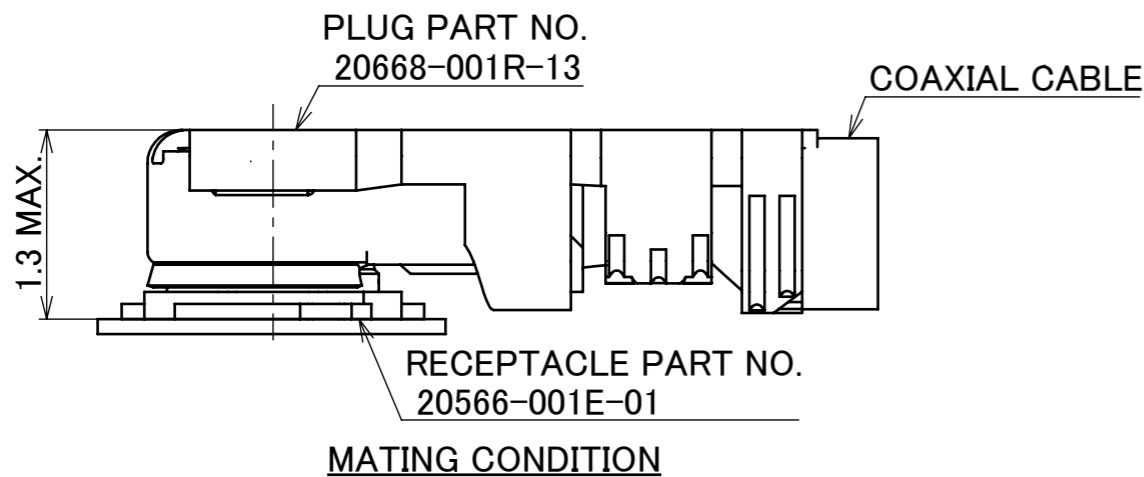 PLUG PART NO.
20668-001R-13
COAXIAL CABLE
1.3 MAX.
RECEPTACLE PART NO.
20566-001E-01
MATING CONDITION